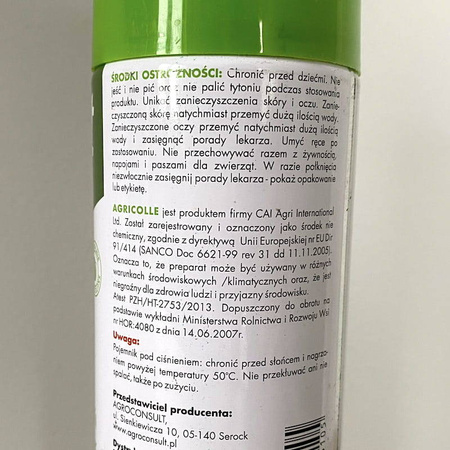 ŚRODKI OSTROŻNOŚCI: Chronić przed dziećmi. Nie
jeść i nie pić oraz nie palić tytoniu podczas stosowania
produktu. Unikać zanieczyszczenia skóry i oczu. Zanie-
czyszczoną skórę natychmiast przemyć dużą ilością wody.
Zanieczyszczone oczy przemyć natychmiast dużą ilością
wody i zasięgnąć porady lekarza. Umyć ręce po
zastosowaniu. Nie przechowywać razem z żywnością,
napojami i paszami dla zwierząt. W razie połknięcia
niezwłocznie zasięgnij porady lekarza - pokaż opakowanie
lub etykietę.
AGRICOLLE jest produktem firmy CAI Agri International
Ltd. Został zarejestrowany i oznaczony jako środek nie
chemiczny, zgodnie z dyrektywą Unii Europejskiej nr EU Dir
91/414 (SANCO Doc 6621-99 rev 31 dd 11.11.2005).
Oznacza to, że preparat może być używany w różnych
warunkach środowiskowych /klimatycznych oraz, że jest
niegroźny dla zdrowia ludzi i przyjazny środowisku.
Atest PZH/HT-2753/2013. Dopuszczony do obrotu na
podstawie wykładni Ministerstwa Rolnictwa i Rozwoju Wsi
nr HOR:4080 z dnia 14.06.2007r.
Uwaga:
Pojemnik pod ciśnieniem: chronić przed słońcem i nagrza-
niem powyżej temperatury 50°C. Nie przekłuwać ani nie
spalać, także po zużyciu.
Przedstawiciel producenta:
AGROCONSULT,
ul. Sienkiewicza 10, 05-140 Serock
www.agroconsult.pl